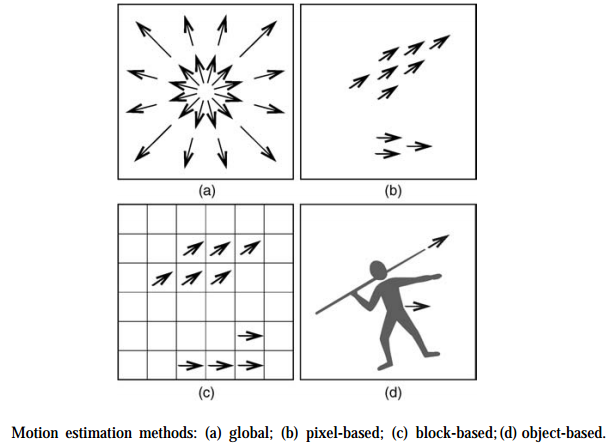 (a)
(b)
(c)
(d)
Motion estimation methods: (a) global; (b) pixel-based; (c) block-based; (d) object-based.